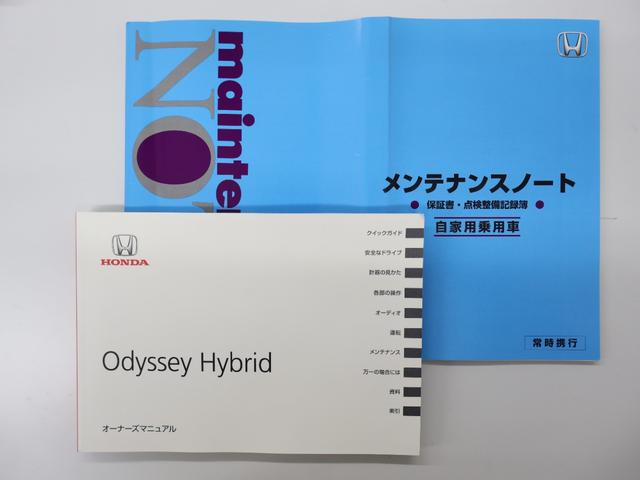 mainte
NO
メンテナンスノート
● 保証書・点検整備記録簿 ●
自家用乗用車
常時携行
HONDA
Odyssey Hybrid
オーナーズマニュアル
クイックガイド
安全なドライブ
計器の見かた
各部の操作
オーディオ
運転
メンテナンス
万一の場合には
資料
索引